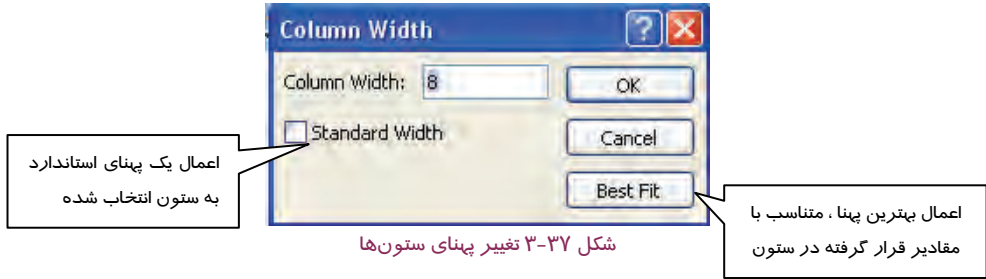 Column Width
Column Width: 8
OK
Standard Width
Cancel
Best Fit
اعمال یک پهنای استاندارد
به ستون انتخاب شده
اعمال بهترین پهنا ، متناسب با
مقادیر قرار گرفته در ستون
شکل ۳۷-۳ تغییر پهنای ستون‌ها